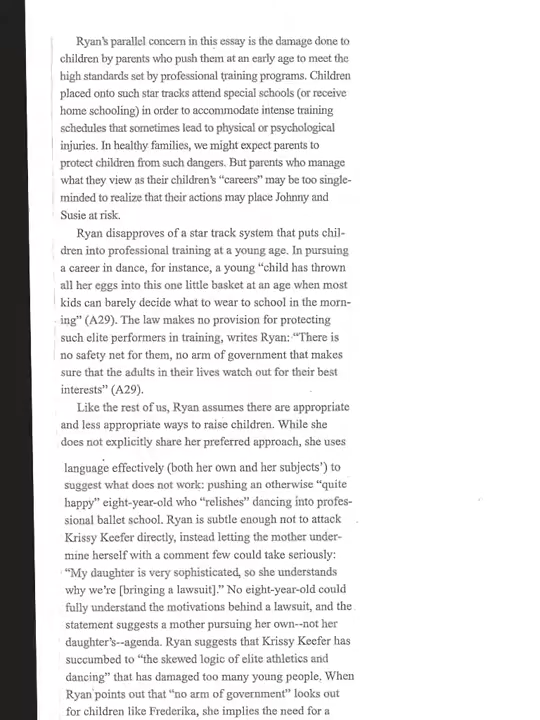 Ryan's parallel concern in this essay is the damage done to
children by parents who push them at an early age to meet the
high standards set by professional training programs. Children
placed onto such star tracks attend special schools (or receive
home schooling) in order to accommodate intense training
schedules that sometimes lead to physical or psychological
injuries. In healthy families, we might expect parents to
protect children from such dangers. But parents who manage
what they view as their children's “careers” may be too single-
minded to realize that their actions may place Johnny and
Susie at risk.
Ryan disapproves of a star track system that puts chil-
dren into professional training at a young age. In pursuing
a career in dance, for instance, a young “child has thrown
all her eggs into this one little basket at an age when most
kids can barely decide what to wear to school in the morn-
ing” (A29). The law makes no provision for protecting
such elite performers in training, writes Ryan: “There is
no safety net for them, no arm of government that makes
sure that the adults in their lives watch out for their best
interests” (A29).
Like the rest of us, Ryan assumes there are appropriate
and less appropriate ways to raise children. While she
does not explicitly share her preferred approach, she uses
language effectively (both her own and her subjects') to
suggest what does not work: pushing an otherwise “quite
happy” eight-year-old who “relishes” dancing into profes-
sional ballet school. Ryan is subtle enough not to attack
Krissy Keefer directly, instead letting the mother under-
mine herself with a comment few could take seriously:
“My daughter is very sophisticated, so she understands
why we're [bringing a lawsuit].” No eight-year-old could
fully understand the motivations behind a lawsuit, and the
statement suggests a mother pursuing her own--not her
daughter's--agenda. Ryan suggests that Krissy Keefer has
succumbed to “the skewed logic of elite athletics and
dancing” that has damaged too many young people. When
Ryan points out that “no arm of government” looks out
for children like Frederika, she implies the need for a